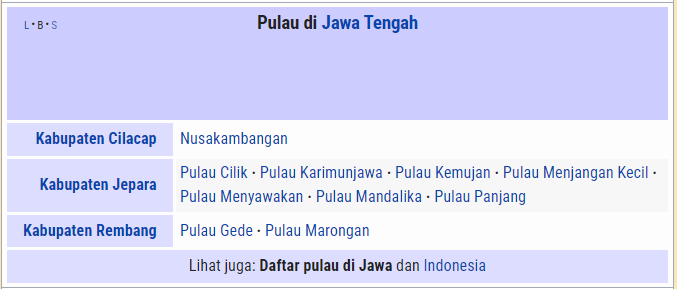 L • B • S
Pulau di Jawa Tengah
Kabupaten Cilacap
Nusakambangan
Kabupaten Jepara
Pulau Cilik • Pulau Karimunjawa • Pulau Kemujan • Pulau Menjangan Kecil •
Pulau Menyawakan • Pulau Mandalika • Pulau Panjang
Kabupaten Rembang
Pulau Gede • Pulau Marongan
Lihat juga: Daftar pulau di Jawa dan Indonesia